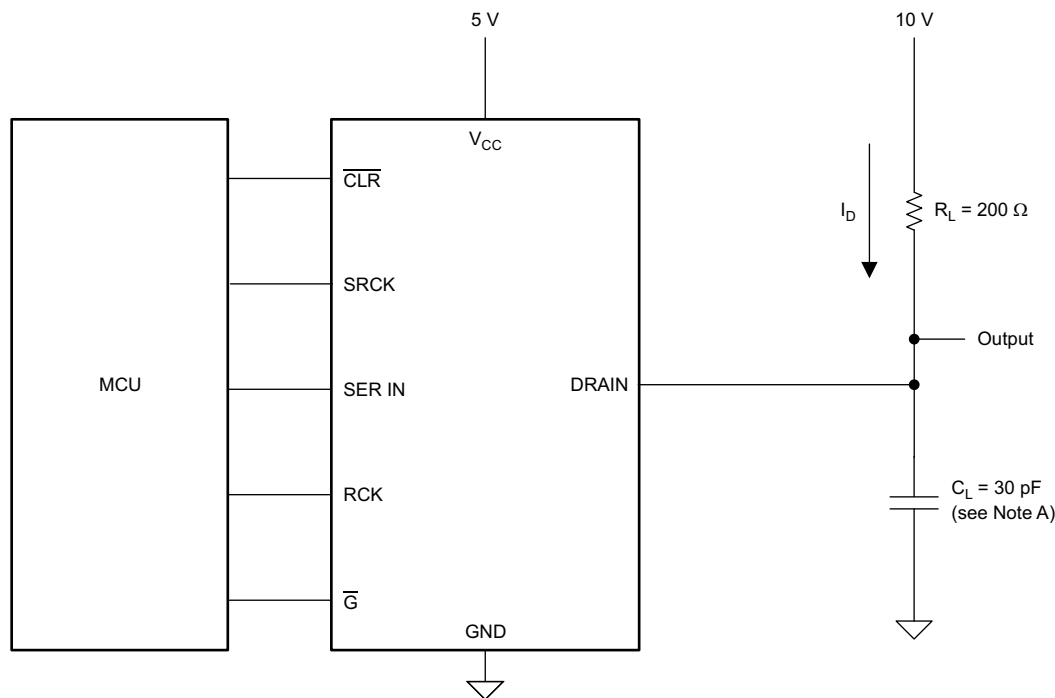 5 V
10 V
V_CC
CLR
SRCK
SER IN
RCK
G
GND
MCU
DRAIN
I_D
R_L = 200 Ω
Output
C_L = 30 pF
(see Note A)